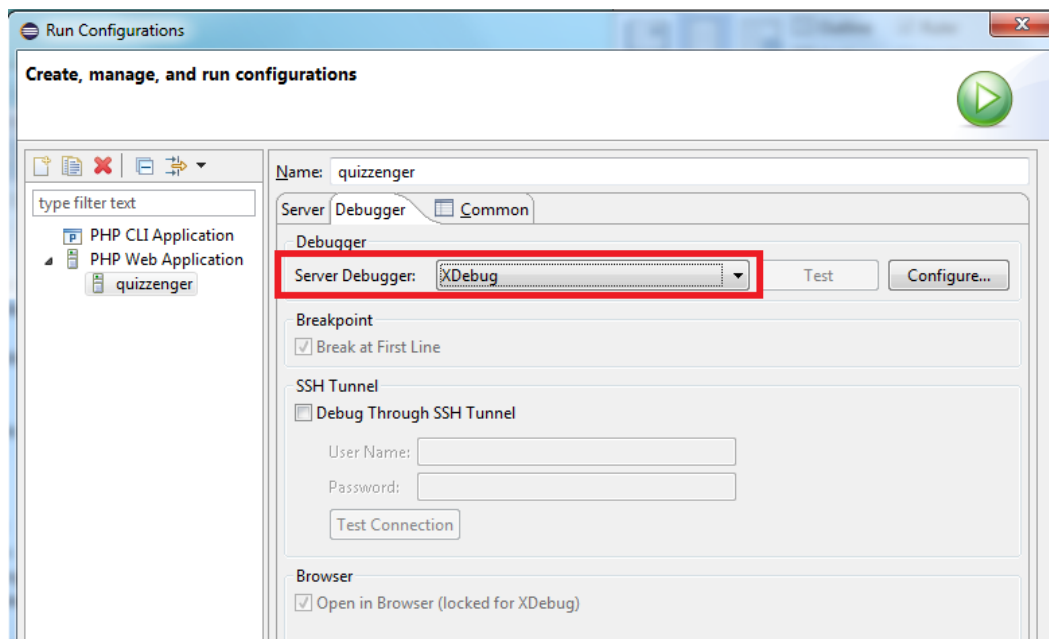 Run Configurations
Create, manage, and run configurations
Name: quizzenger
type filter text
PHP CLI Application
PHP Web Application
quizzenger
Server Debugger Common
Debugger
Server Debugger: XDebug Test Configure...
Breakpoint
Break at First Line
SSH Tunnel
Debug Through SSH Tunnel
User Name:
Password:
Test Connection
Browser
Open in Browser (locked for XDebug)